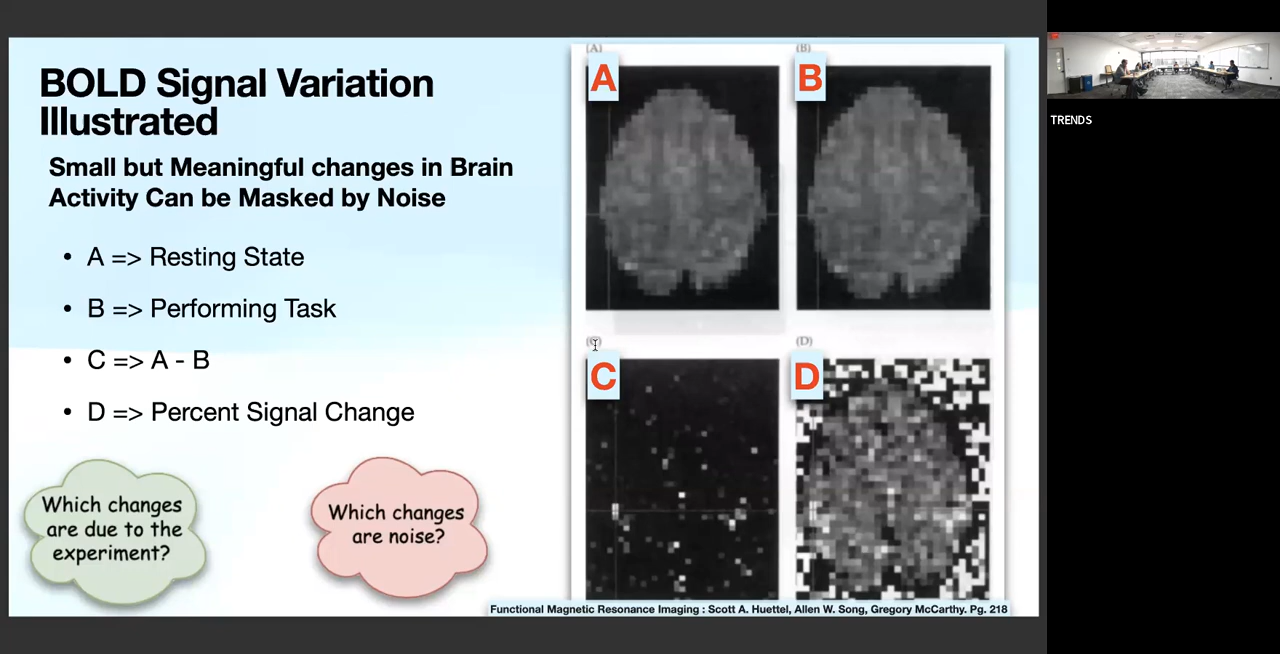 BOLD Signal Variation
Illustrated
Small but Meaningful changes in Brain
Activity Can be Masked by Noise
• A => Resting State
• B => Performing Task
• C => A - B
• D => Percent Signal Change
Which changes
are due to the
experiment?
Which changes
are noise?
(A)
A
(B)
B
(C)
C
(D)
D
Functional Magnetic Resonance Imaging : Scott A. Huettel, Allen W. Song, Gregory McCarthy. Pg. 218
TRENDS